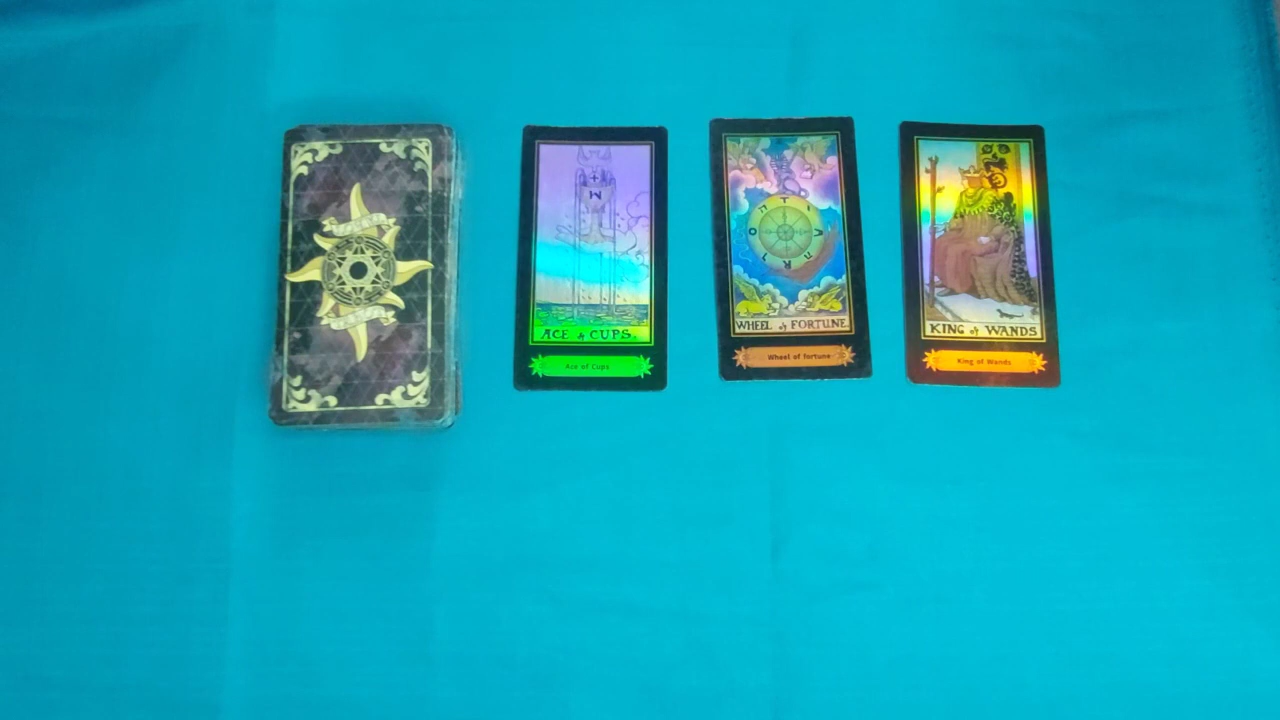 ACE of CUPS.
Ace of Cups
WHEEL of FORTUNE.
Wheel of fortune
KING of WANDS
King of Wands